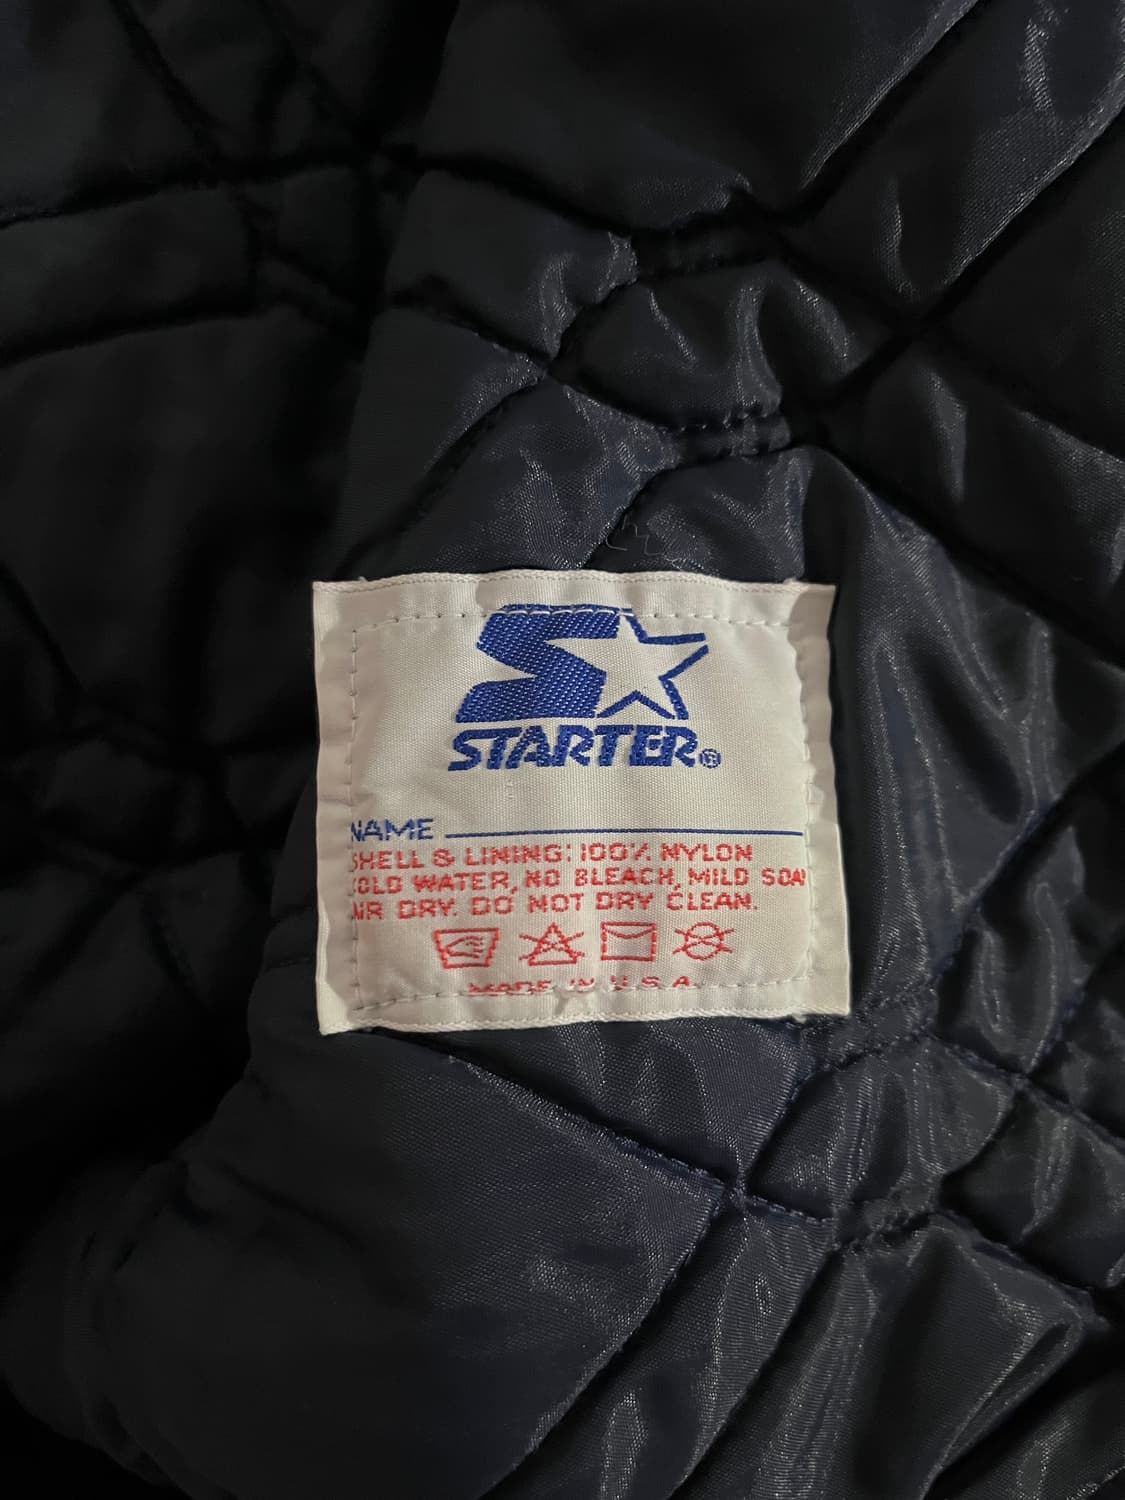 STARTER®
NAME
SHELL & LINING: 100% NYLON
COLD WATER, NO BLEACH, MILD SOAP
AIR DRY. DO NOT DRY CLEAN.
MADE IN U.S.A.